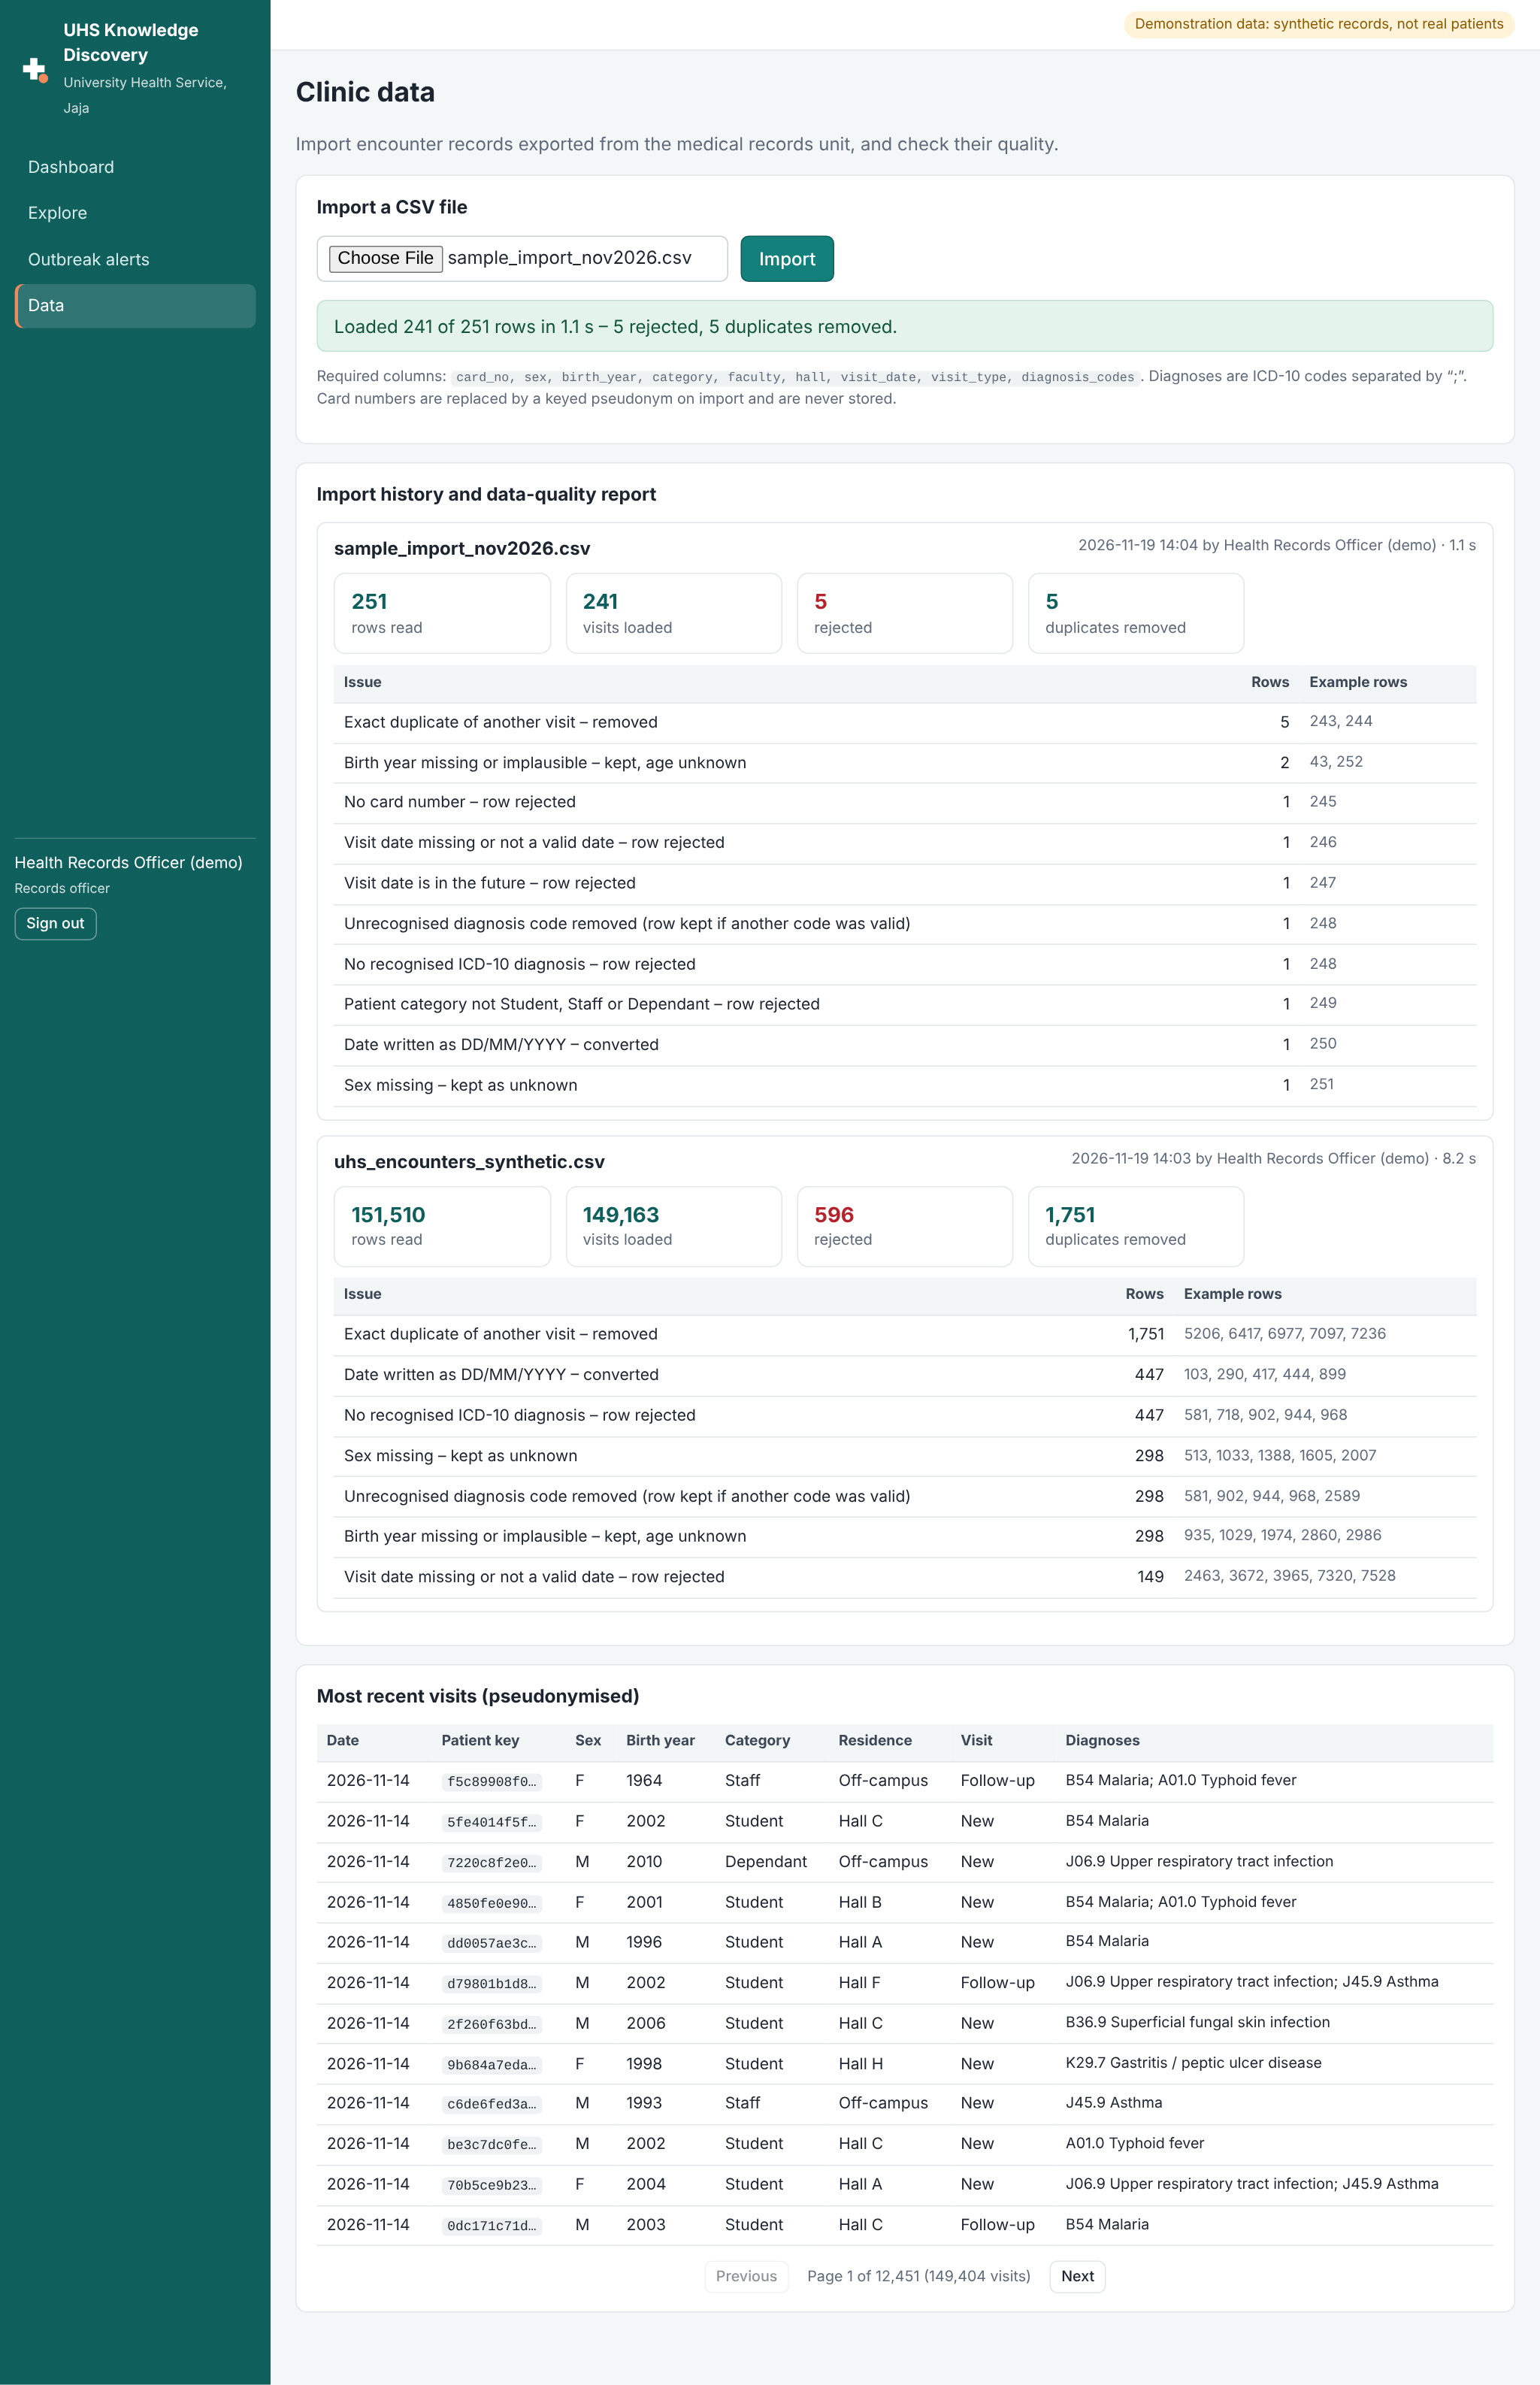 UHS Knowledge
Discovery
University Health Service,
Jaja
Dashboard
Explore
Outbreak alerts
Data
Health Records Officer (demo)
Records officer
Sign out
Demonstration data: synthetic records, not real patients
Clinic data
Import encounter records exported from the medical records unit, and check their quality.
Import a CSV file
Choose File sample_import_nov2026.csv Import
Loaded 241 of 251 rows in 1.1 s – 5 rejected, 5 duplicates removed.
Required columns: card_no, sex, birth_year, category, faculty, hall, visit_date, visit_type, diagnosis_codes. Diagnoses are ICD-10 codes separated by “;”.
Card numbers are replaced by a keyed pseudonym on import and are never stored.
Import history and data-quality report
sample_import_nov2026.csv 2026-11-19 14:04 by Health Records Officer (demo) · 1.1 s
251 241 5 5
rows read visits loaded rejected duplicates removed
Issue Rows Example rows
Exact duplicate of another visit – removed 5 243, 244
Birth year missing or implausible – kept, age unknown 2 43, 252
No card number – row rejected 1 245
Visit date missing or not a valid date – row rejected 1 246
Visit date is in the future – row rejected 1 247
Unrecognised diagnosis code removed (row kept if another code was valid) 1 248
No recognised ICD-10 diagnosis – row rejected 1 248
Patient category not Student, Staff or Dependant – row rejected 1 249
Date written as DD/MM/YYYY – converted 1 250
Sex missing – kept as unknown 1 251
uhs_encounters_synthetic.csv 2026-11-19 14:03 by Health Records Officer (demo) · 8.2 s
151,510 149,163 596 1,751
rows read visits loaded rejected duplicates removed
Issue Rows Example rows
Exact duplicate of another visit – removed 1,751 5206, 6417, 6977, 7097, 7236
Date written as DD/MM/YYYY – converted 447 103, 290, 417, 444, 899
No recognised ICD-10 diagnosis – row rejected 447 581, 718, 902, 944, 968
Sex missing – kept as unknown 298 513, 1033, 1388, 1605, 2007
Unrecognised diagnosis code removed (row kept if another code was valid) 298 581, 902, 944, 968, 2589
Birth year missing or implausible – kept, age unknown 298 935, 1029, 1974, 2860, 2986
Visit date missing or not a valid date – row rejected 149 2463, 3672, 3965, 7320, 7528
Most recent visits (pseudonymised)
Date Patient key Sex Birth year Category Residence Visit Diagnoses
2026-11-14 f5c89908f0… F 1964 Staff Off-campus Follow-up B54 Malaria; A01.0 Typhoid fever
2026-11-14 5fe4014f5f… F 2002 Student Hall C New B54 Malaria
2026-11-14 7220c8f2e0… M 2010 Dependant Off-campus New J06.9 Upper respiratory tract infection
2026-11-14 4850fe0e90… F 2001 Student Hall B New B54 Malaria; A01.0 Typhoid fever
2026-11-14 dd0057ae3c… M 1996 Student Hall A New B54 Malaria
2026-11-14 d79801b1d8… M 2002 Student Hall F Follow-up J06.9 Upper respiratory tract infection; J45.9 Asthma
2026-11-14 2f260f63bd… M 2006 Student Hall C New B36.9 Superficial fungal skin infection
2026-11-14 9b684a7eda… F 1998 Student Hall H New K29.7 Gastritis / peptic ulcer disease
2026-11-14 c6de6fed3a… M 1993 Staff Off-campus New J45.9 Asthma
2026-11-14 be3c7dc0fe… M 2002 Student Hall C New A01.0 Typhoid fever
2026-11-14 70b5ce9b23… F 2004 Student Hall A New J06.9 Upper respiratory tract infection; J45.9 Asthma
2026-11-14 0dc171c71d… M 2003 Student Hall C Follow-up B54 Malaria
Previous Page 1 of 12,451 (149,404 visits) Next